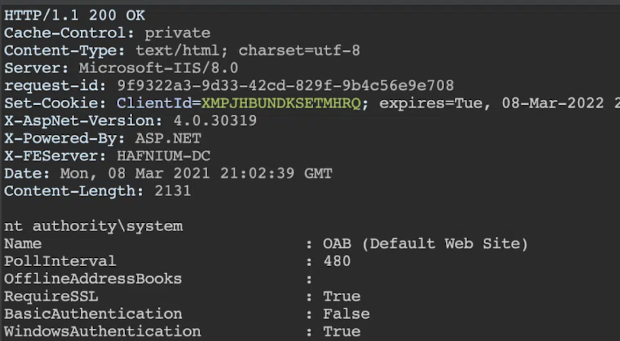 HTTP/1.1 200 OK
Cache-Control: private
Content-Type: text/html; charset=utf-8
Server: Microsoft-IIS/8.0
request-id: 9f9322a3-9d33-42cd-829f-9b4c56e9e708
Set-Cookie: ClientId=XMPJHBUNDKSETMHRQ; expires=Tue, 08-Mar-2022 2
X-AspNet-Version: 4.0.30319
X-Powered-By: ASP.NET
X-FEServer: HAFNIUM-DC
Date: Mon, 08 Mar 2021 21:02:39 GMT
Content-Length: 2131
nt authority\system
Name : OAB (Default Web Site)
PollInterval : 480
OfflineAddressBooks :
RequireSSL : True
BasicAuthentication : False
WindowsAuthentication : True